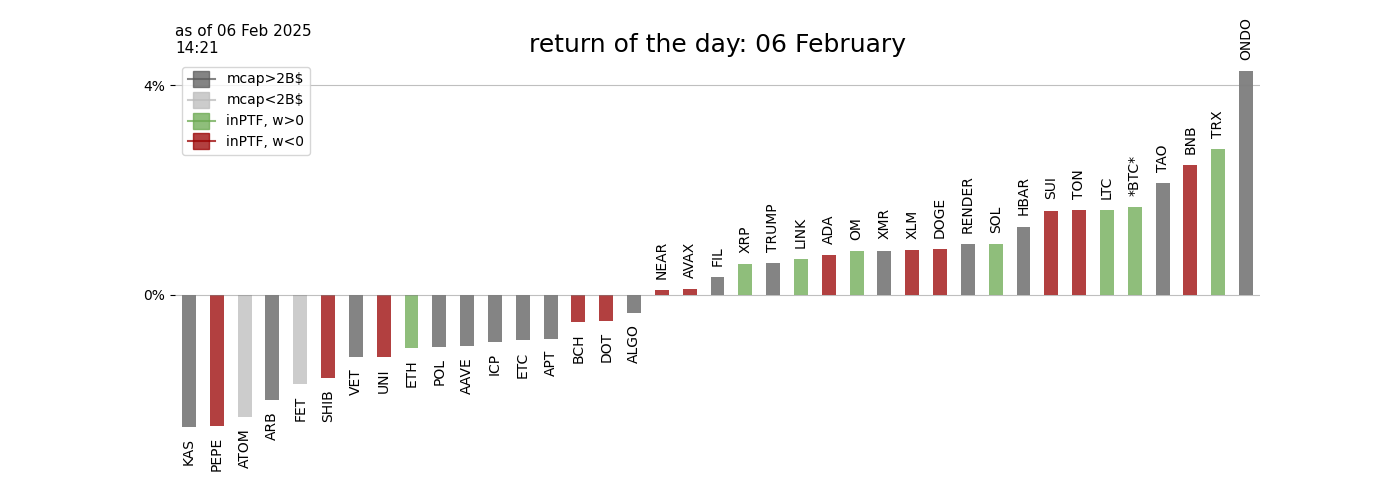 as of 06 Feb 2025
14:21
return of the day: 06 February
mcap>2B$
mcap<2B$
inPTF, w>0
inPTF, w<0
4%
0%
KAS
PEPE
ATOM
ARB
FET
SHIB
VET
UNI
ETH
POL
AAVE
ICP
ETC
APT
BCH
DOT
ALGO
NEAR
AVAX
FIL
XRP
TRUMP
LINK
ADA
OM
XMR
XLM
DOGE
RENDER
SOL
HBAR
SUI
TON
LTC
*BTC*
TAO
BNB
TRX
ONDO